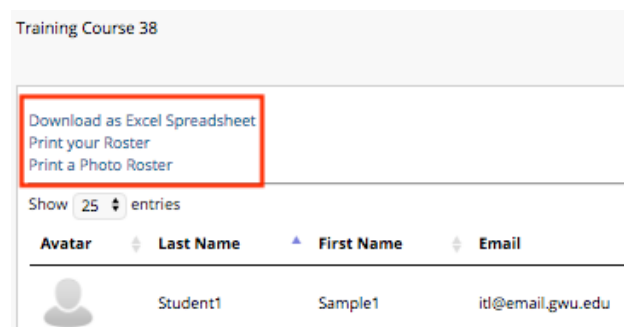 Training Course 38
Download as Excel Spreadsheet
Print your Roster
Print a Photo Roster
Show 25 entries
Avatar Last Name First Name Email
Student1 Sample1 itl@email.gwu.edu